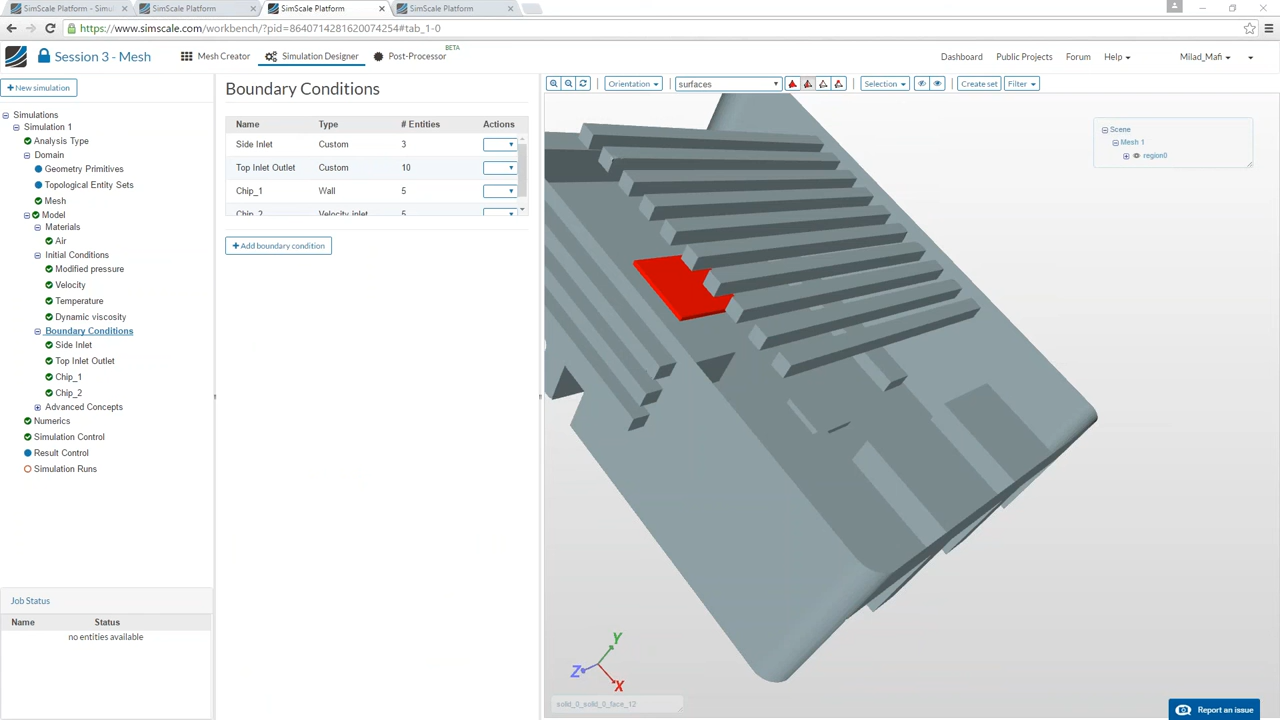 SimScale Platform - Sim
SimScale Platform
SimScale Platform
SimScale Platform
https://www.simscale.com/workbench/?pid=8640714281620074254#tab_1-0
Session 3 - Mesh
Mesh Creator
Simulation Designer
Post-Processor
BETA
Dashboard
Public Projects
Forum
Help
Milad_Mafi
New simulation
Simulations
Simulation 1
Analysis Type
Domain
Geometry Primitives
Topological Entity Sets
Mesh
Model
Materials
Air
Initial Conditions
Modified pressure
Velocity
Temperature
Dynamic viscosity
Boundary Conditions
Side Inlet
Top Inlet Outlet
Chip_1
Chip_2
Advanced Concepts
Numerics
Simulation Control
Result Control
Simulation Runs
Job Status
Name Status
no entities available
Boundary Conditions
Name Type # Entities Actions
Side Inlet Custom 3
Top Inlet Outlet Custom 10
Chip_1 Wall 5
Chip_2 Velocity inlet 5
Add boundary condition
Orientation
surfaces
Selection
Create set
Filter
Scene
Mesh 1
region0
Y
Z
X
solid_0_solid_0_face_12
Report an issue